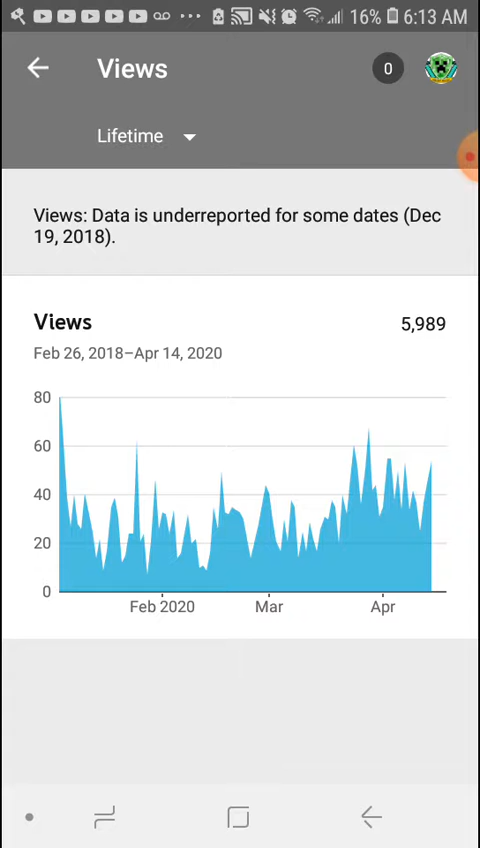 16% 6:13 AM
Views
0
Lifetime
Views: Data is underreported for some dates (Dec
19, 2018).
Views
5,989
Feb 26, 2018–Apr 14, 2020
80
60
40
20
0
Feb 2020 Mar Apr